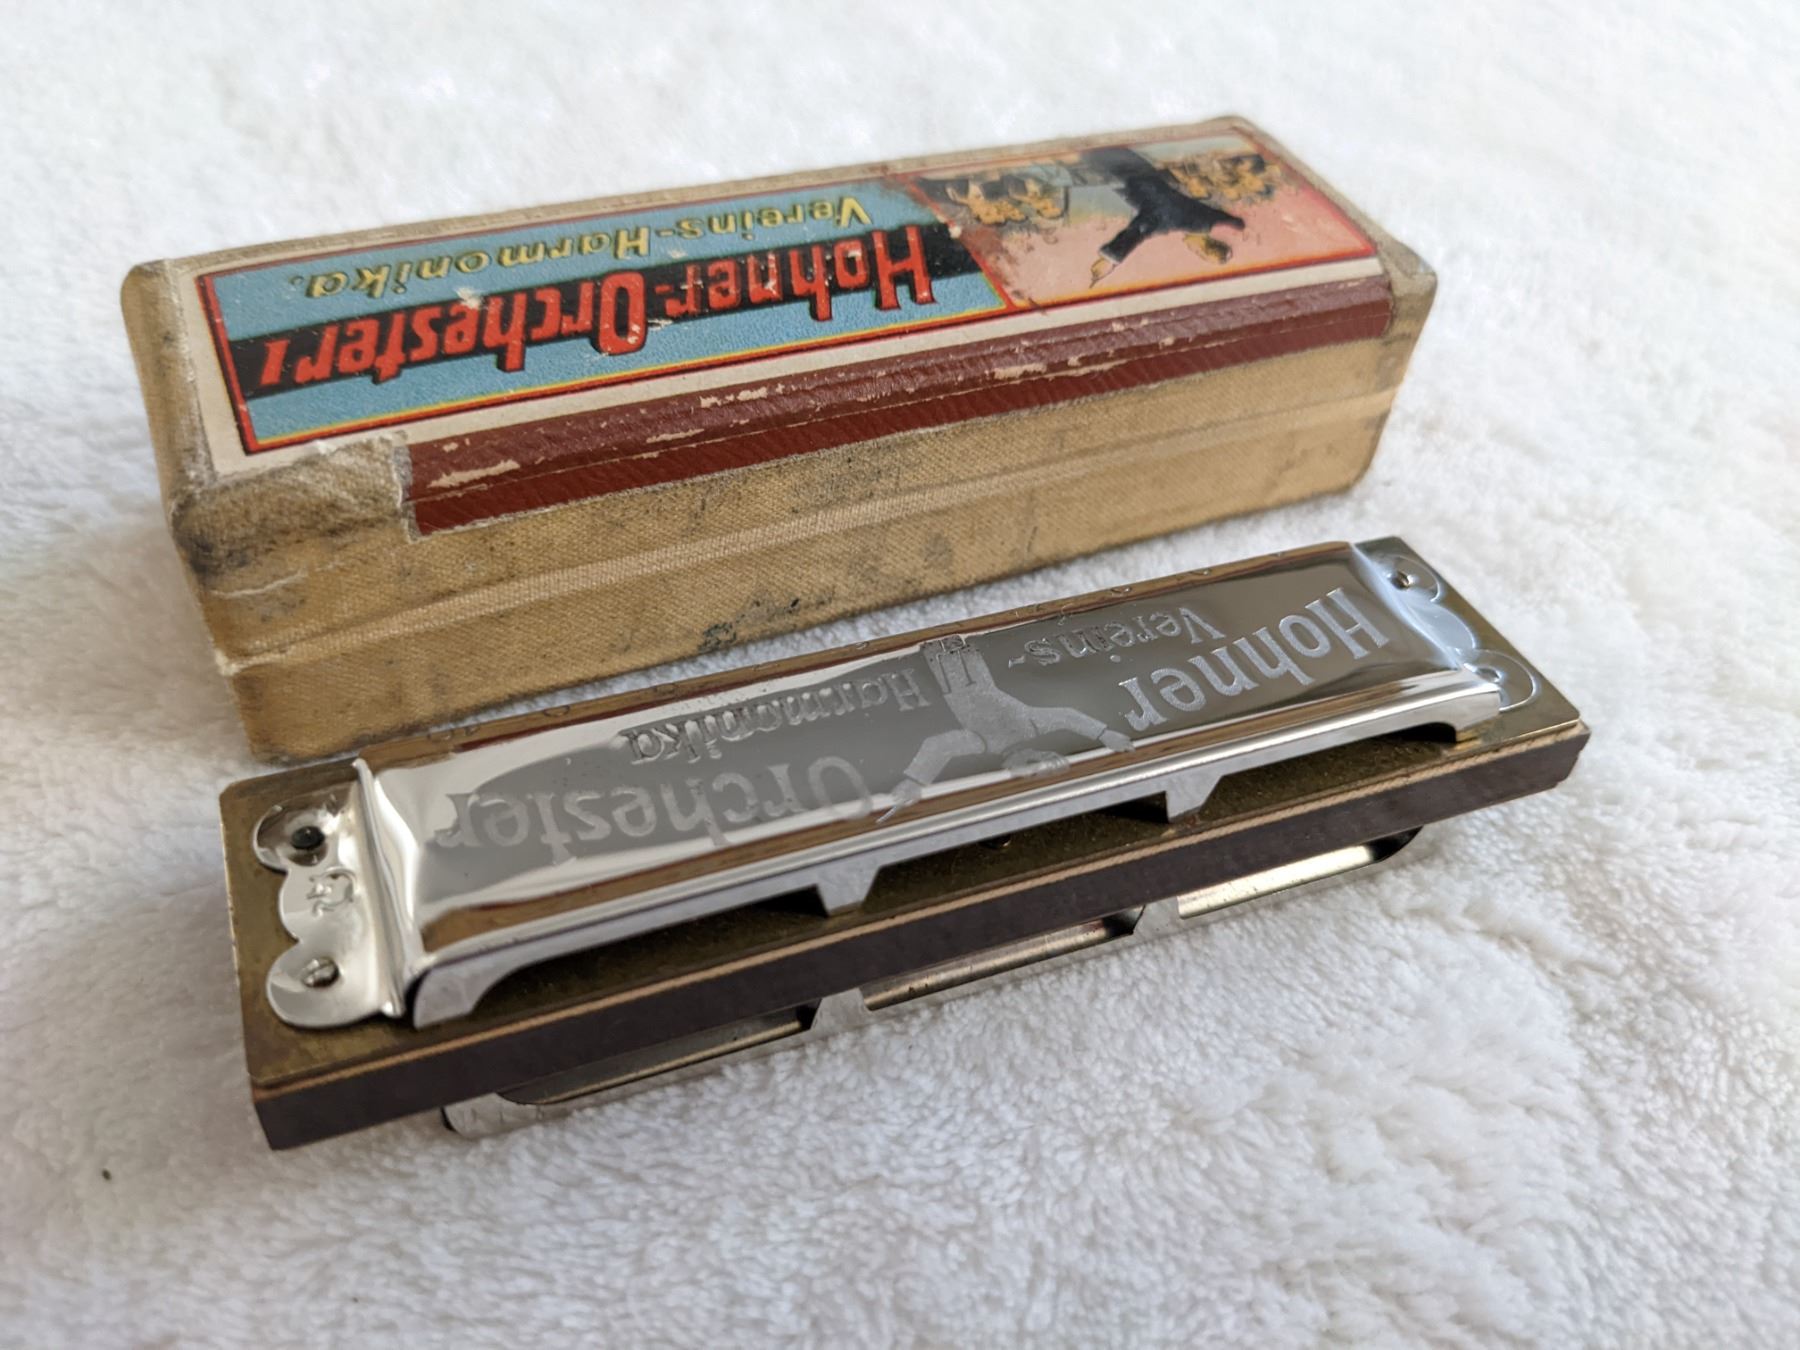 Hohner-Orchester I
Vereins-Harmonika.
Hohner
Orchester
Vereins-
Harmonika